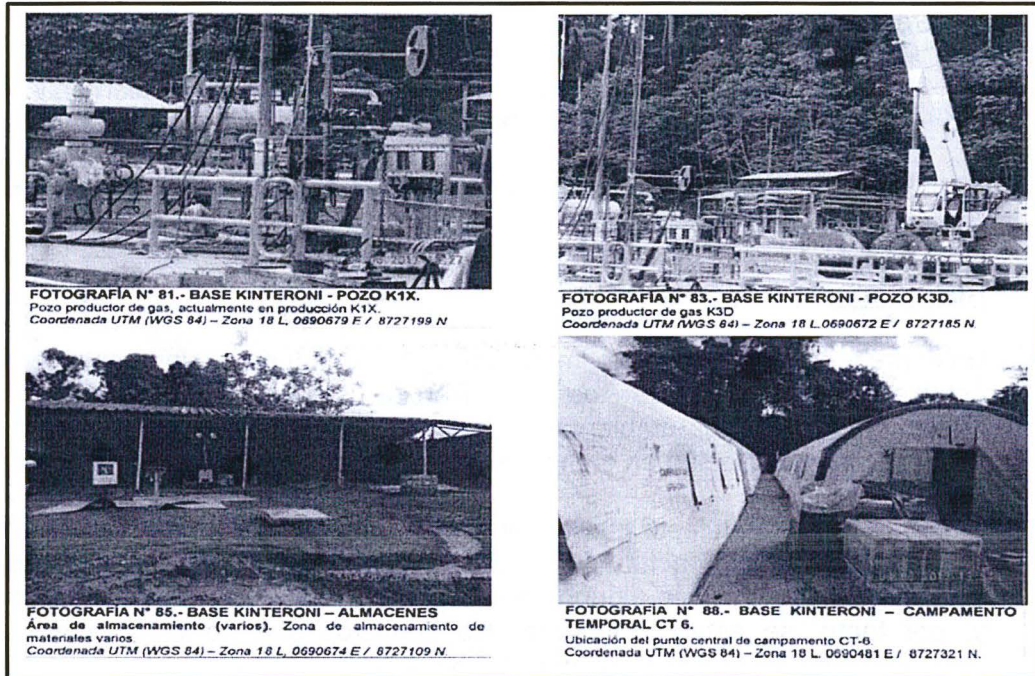 FOTOGRAFÍA N° 81.- BASE KINTERONI - POZO K1X.
Pozo productor de gas, actualmente en producción K1X.
Coordenada UTM (WGS 84) – Zona 18 L, 0690679 E / 8727199 N
FOTOGRAFÍA N° 83.- BASE KINTERONI - POZO K3D.
Pozo productor de gas K3D
Coordenada UTM (WGS 84) – Zona 18 L, 0690672 E / 8727185 N.
FOTOGRAFÍA N° 85.- BASE KINTERONI – ALMACENES
Área de almacenamiento (varios). Zona de almacenamiento de
materiales varios.
Coordenada UTM (WGS 84) – Zona 18 L, 0690674 E / 8727109 N.
FOTOGRAFÍA N° 88.- BASE KINTERONI – CAMPAMENTO
TEMPORAL CT 6.
Ubicación del punto central de campamento CT-6.
Coordenada UTM (WGS 84) – Zona 18 L. 0690481 E / 8727321 N.